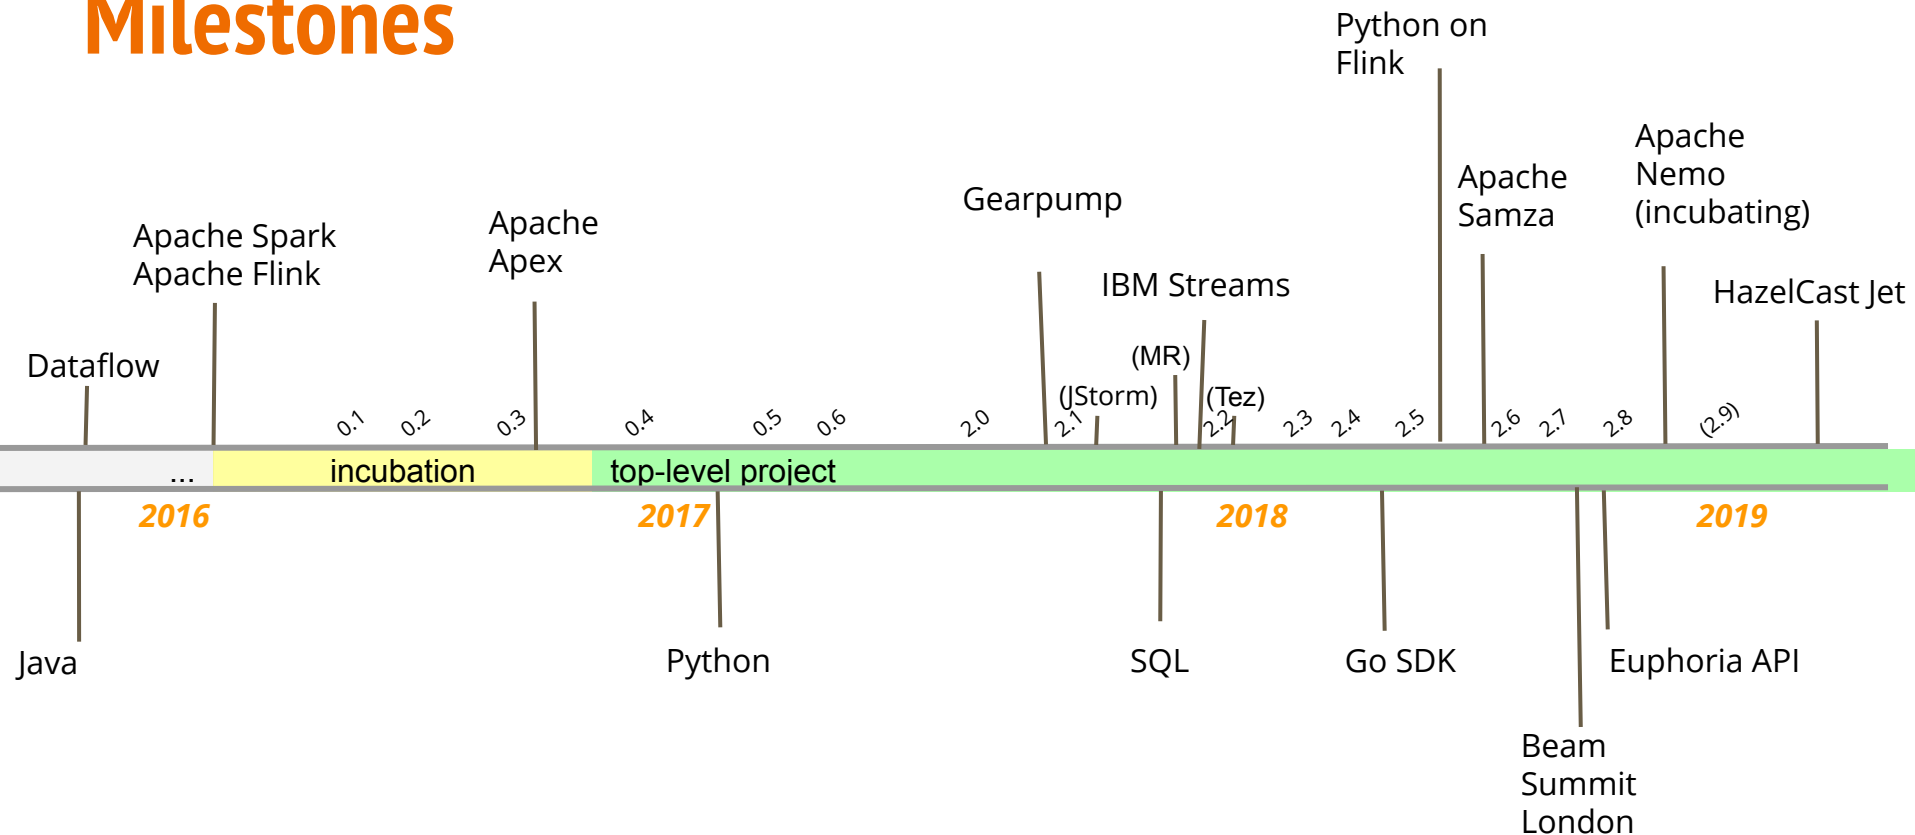 Milestones
Python on
Flink
Apache
Nemo
(incubating)
Apache
Samza
Gearpump
Apache
Apex
Apache Spark
Apache Flink
IBM Streams
HazelCast Jet
Dataflow
(MR)
(JStorm)
(Tez)
0.1
0.2
0.3
0.4
0.5
0.6
2.0
2.1
2.2
2.3
2.4
2.5
2.6
2.7
2.8
(2.9)
...
incubation
top-level project
2016
2017
2018
2019
Java
Python
SQL
Go SDK
Euphoria API
Beam
Summit
London